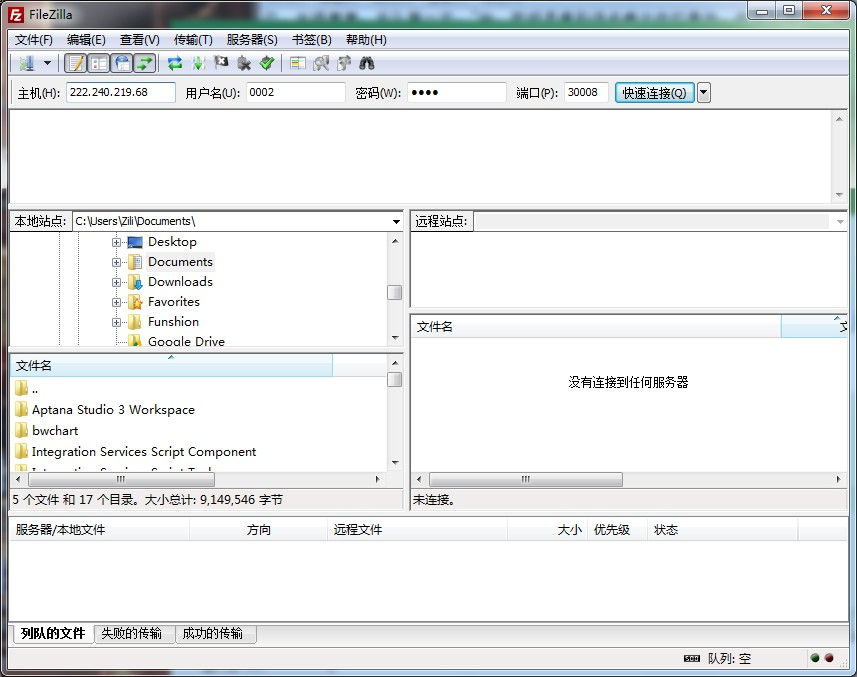 FileZilla
文件(F) 编辑(E) 查看(V) 传输(T) 服务器(S) 书签(B) 帮助(H)
主机(H): 222.240.219.68 用户名(U): 0002 密码(W): ●●●● 端口(P): 30008 快速连接(Q)
本地站点: C:\Users\Zili\Documents\
Desktop
Documents
Downloads
Favorites
Funshion
Google Drive
文件名
..
Aptana Studio 3 Workspace
bwchart
Integration Services Script Component
5 个文件 和 17 个目录。大小总计: 9,149,546 字节
远程站点:
文件名
没有连接到任何服务器
未连接。
服务器/本地文件 方向 远程文件 大小 优先级 状态
列队的文件 失败的传输 成功的传输
队列: 空